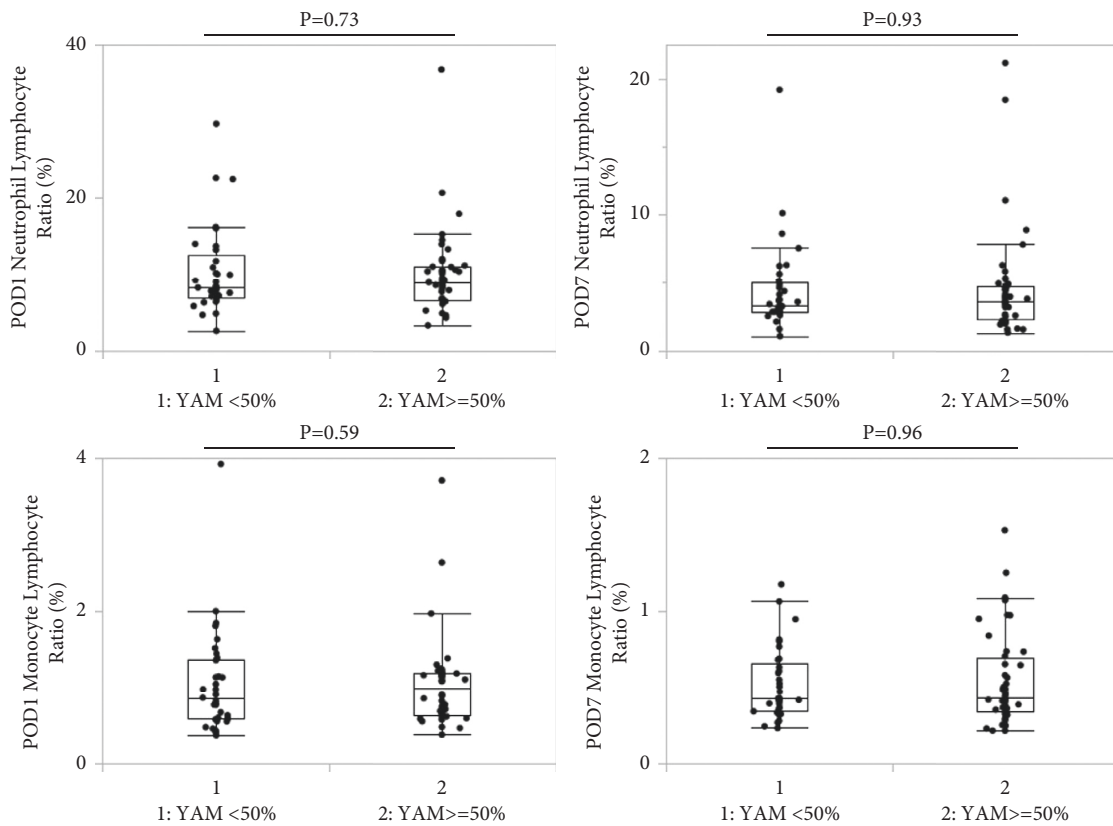 P=0.73
POD1 Neutrophil Lymphocyte
Ratio (%)
40
20
0
1
2
1: YAM <50%
2: YAM>=50%
P=0.93
POD7 Neutrophil Lymphocyte
Ratio (%)
20
10
0
1
2
1: YAM <50%
2: YAM>=50%
P=0.59
POD1 Monocyte Lymphocyte
Ratio (%)
4
2
0
1
2
1: YAM <50%
2: YAM>=50%
P=0.96
POD7 Monocyte Lymphocyte
Ratio (%)
2
1
0
1
2
1: YAM <50%
2: YAM>=50%